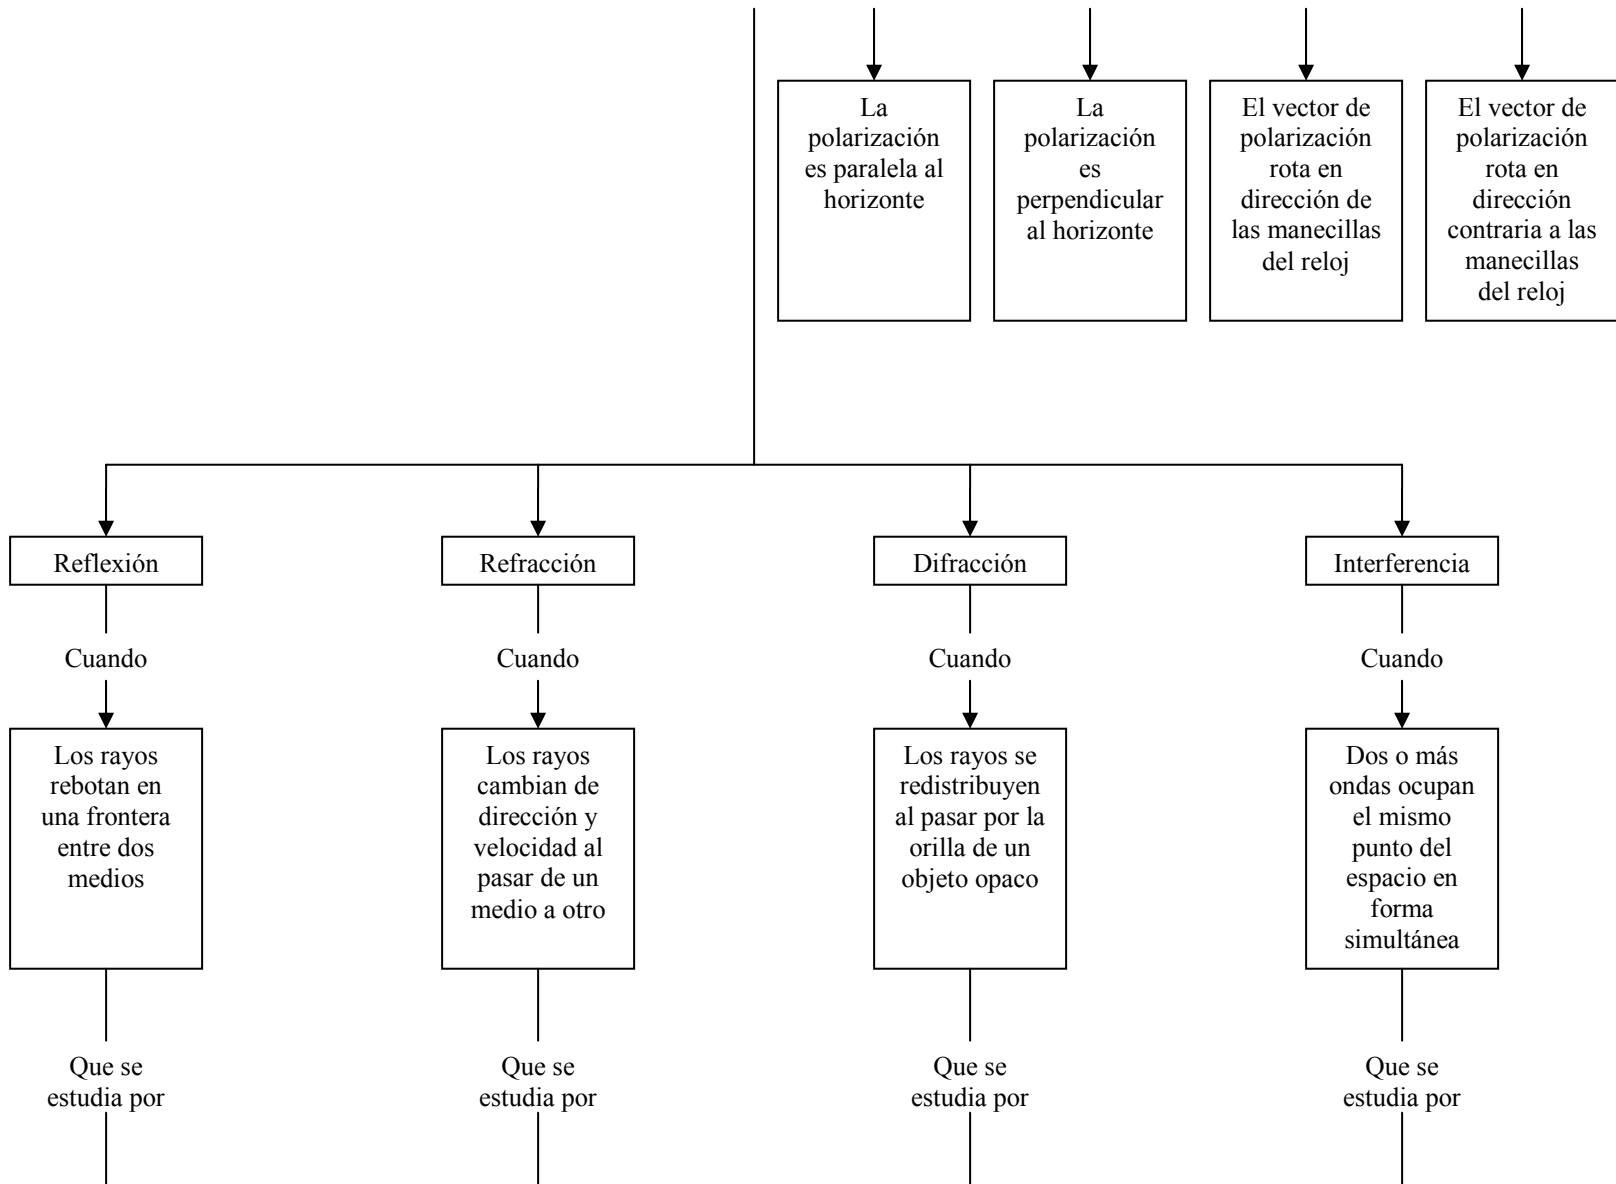 La
polarización
es paralela al
horizonte
La
polarización
es
perpendicular
al horizonte
El vector de
polarización
rota en
dirección de
las manecillas
del reloj
El vector de
polarización
rota en
dirección
contraria a las
manecillas
del reloj
Reflexión
Refracción
Difracción
Interferencia
Cuando
Cuando
Cuando
Cuando
Los rayos
rebotan en
una frontera
entre dos
medios
Los rayos
cambian de
dirección y
velocidad al
pasar de un
medio a otro
Los rayos se
redistribuyen
al pasar por la
orilla de un
objeto opaco
Dos o más
ondas ocupan
el mismo
punto del
espacio en
forma
simultánea
Que se
estudia por
Que se
estudia por
Que se
estudia por
Que se
estudia por